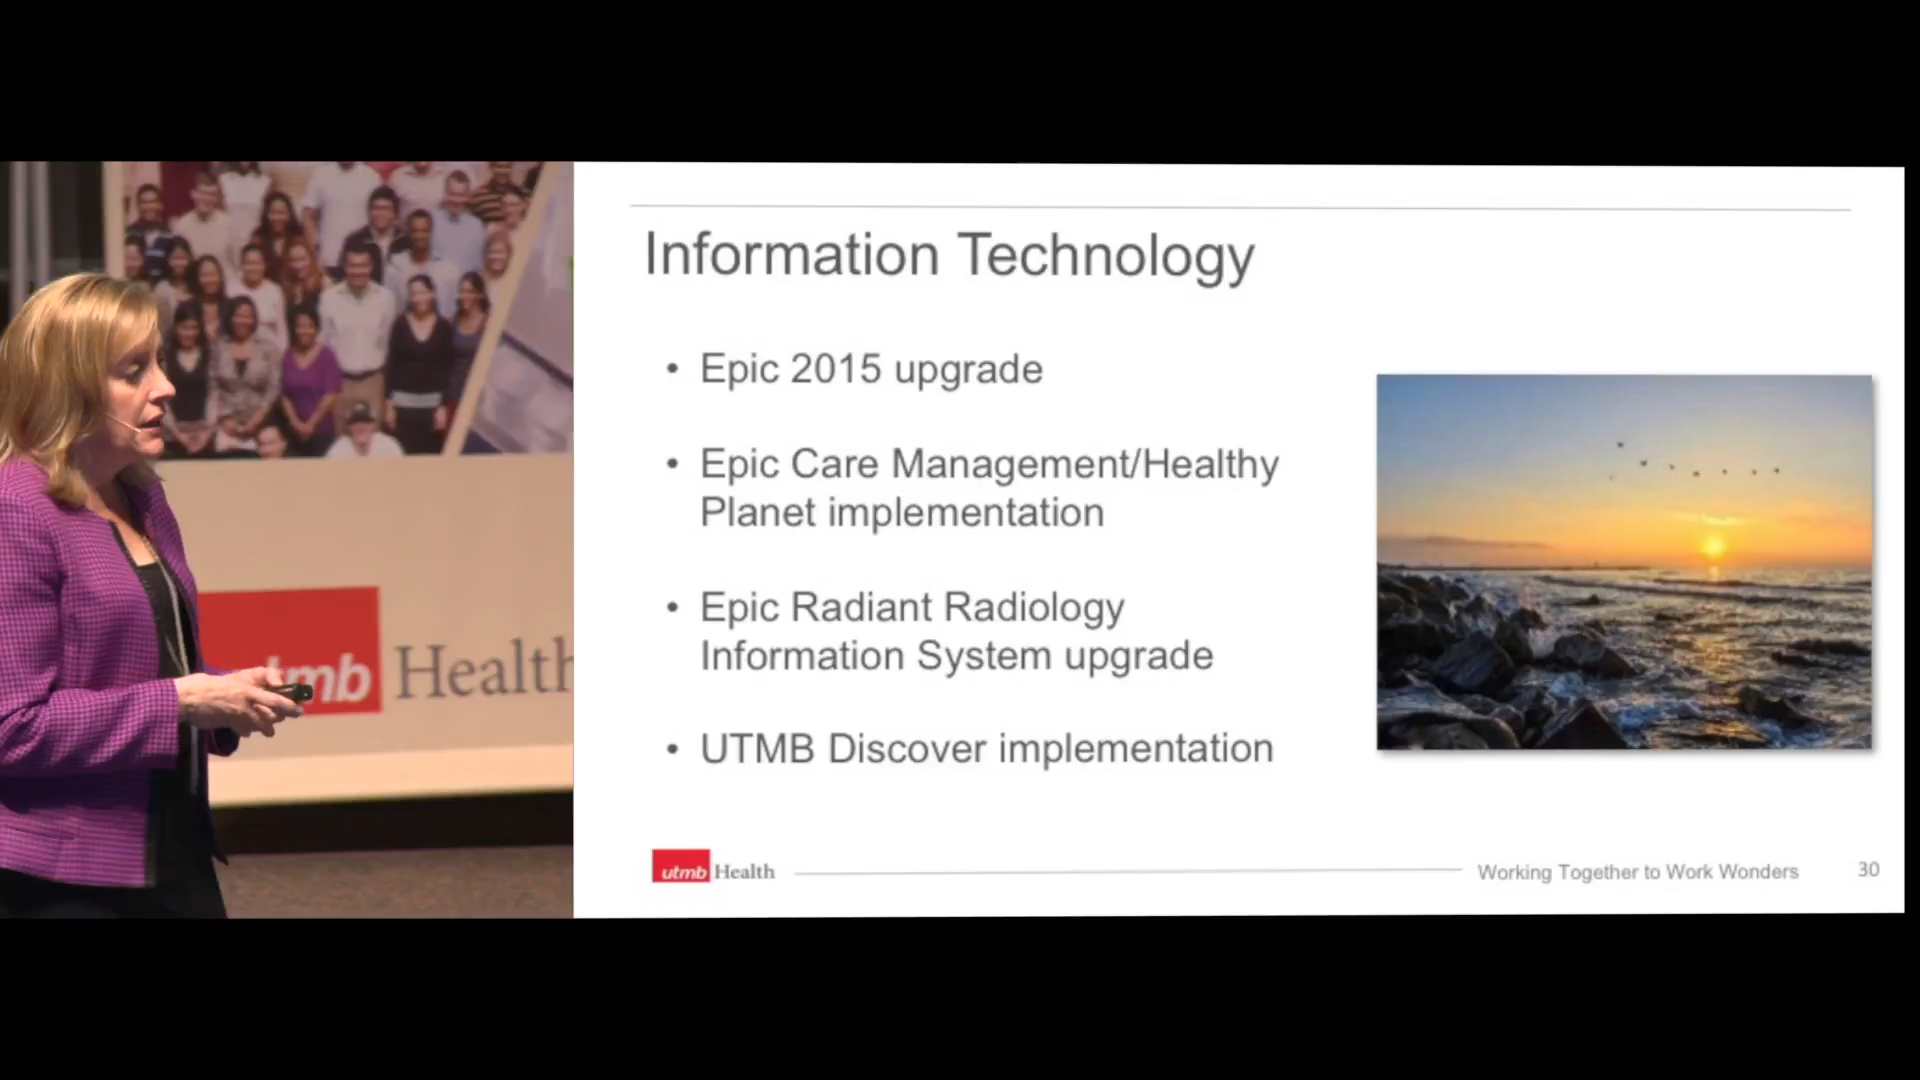 utmb Health
Information Technology
• Epic 2015 upgrade
• Epic Care Management/Healthy
Planet implementation
• Epic Radiant Radiology
Information System upgrade
• UTMB Discover implementation
utmb Health
Working Together to Work Wonders
30